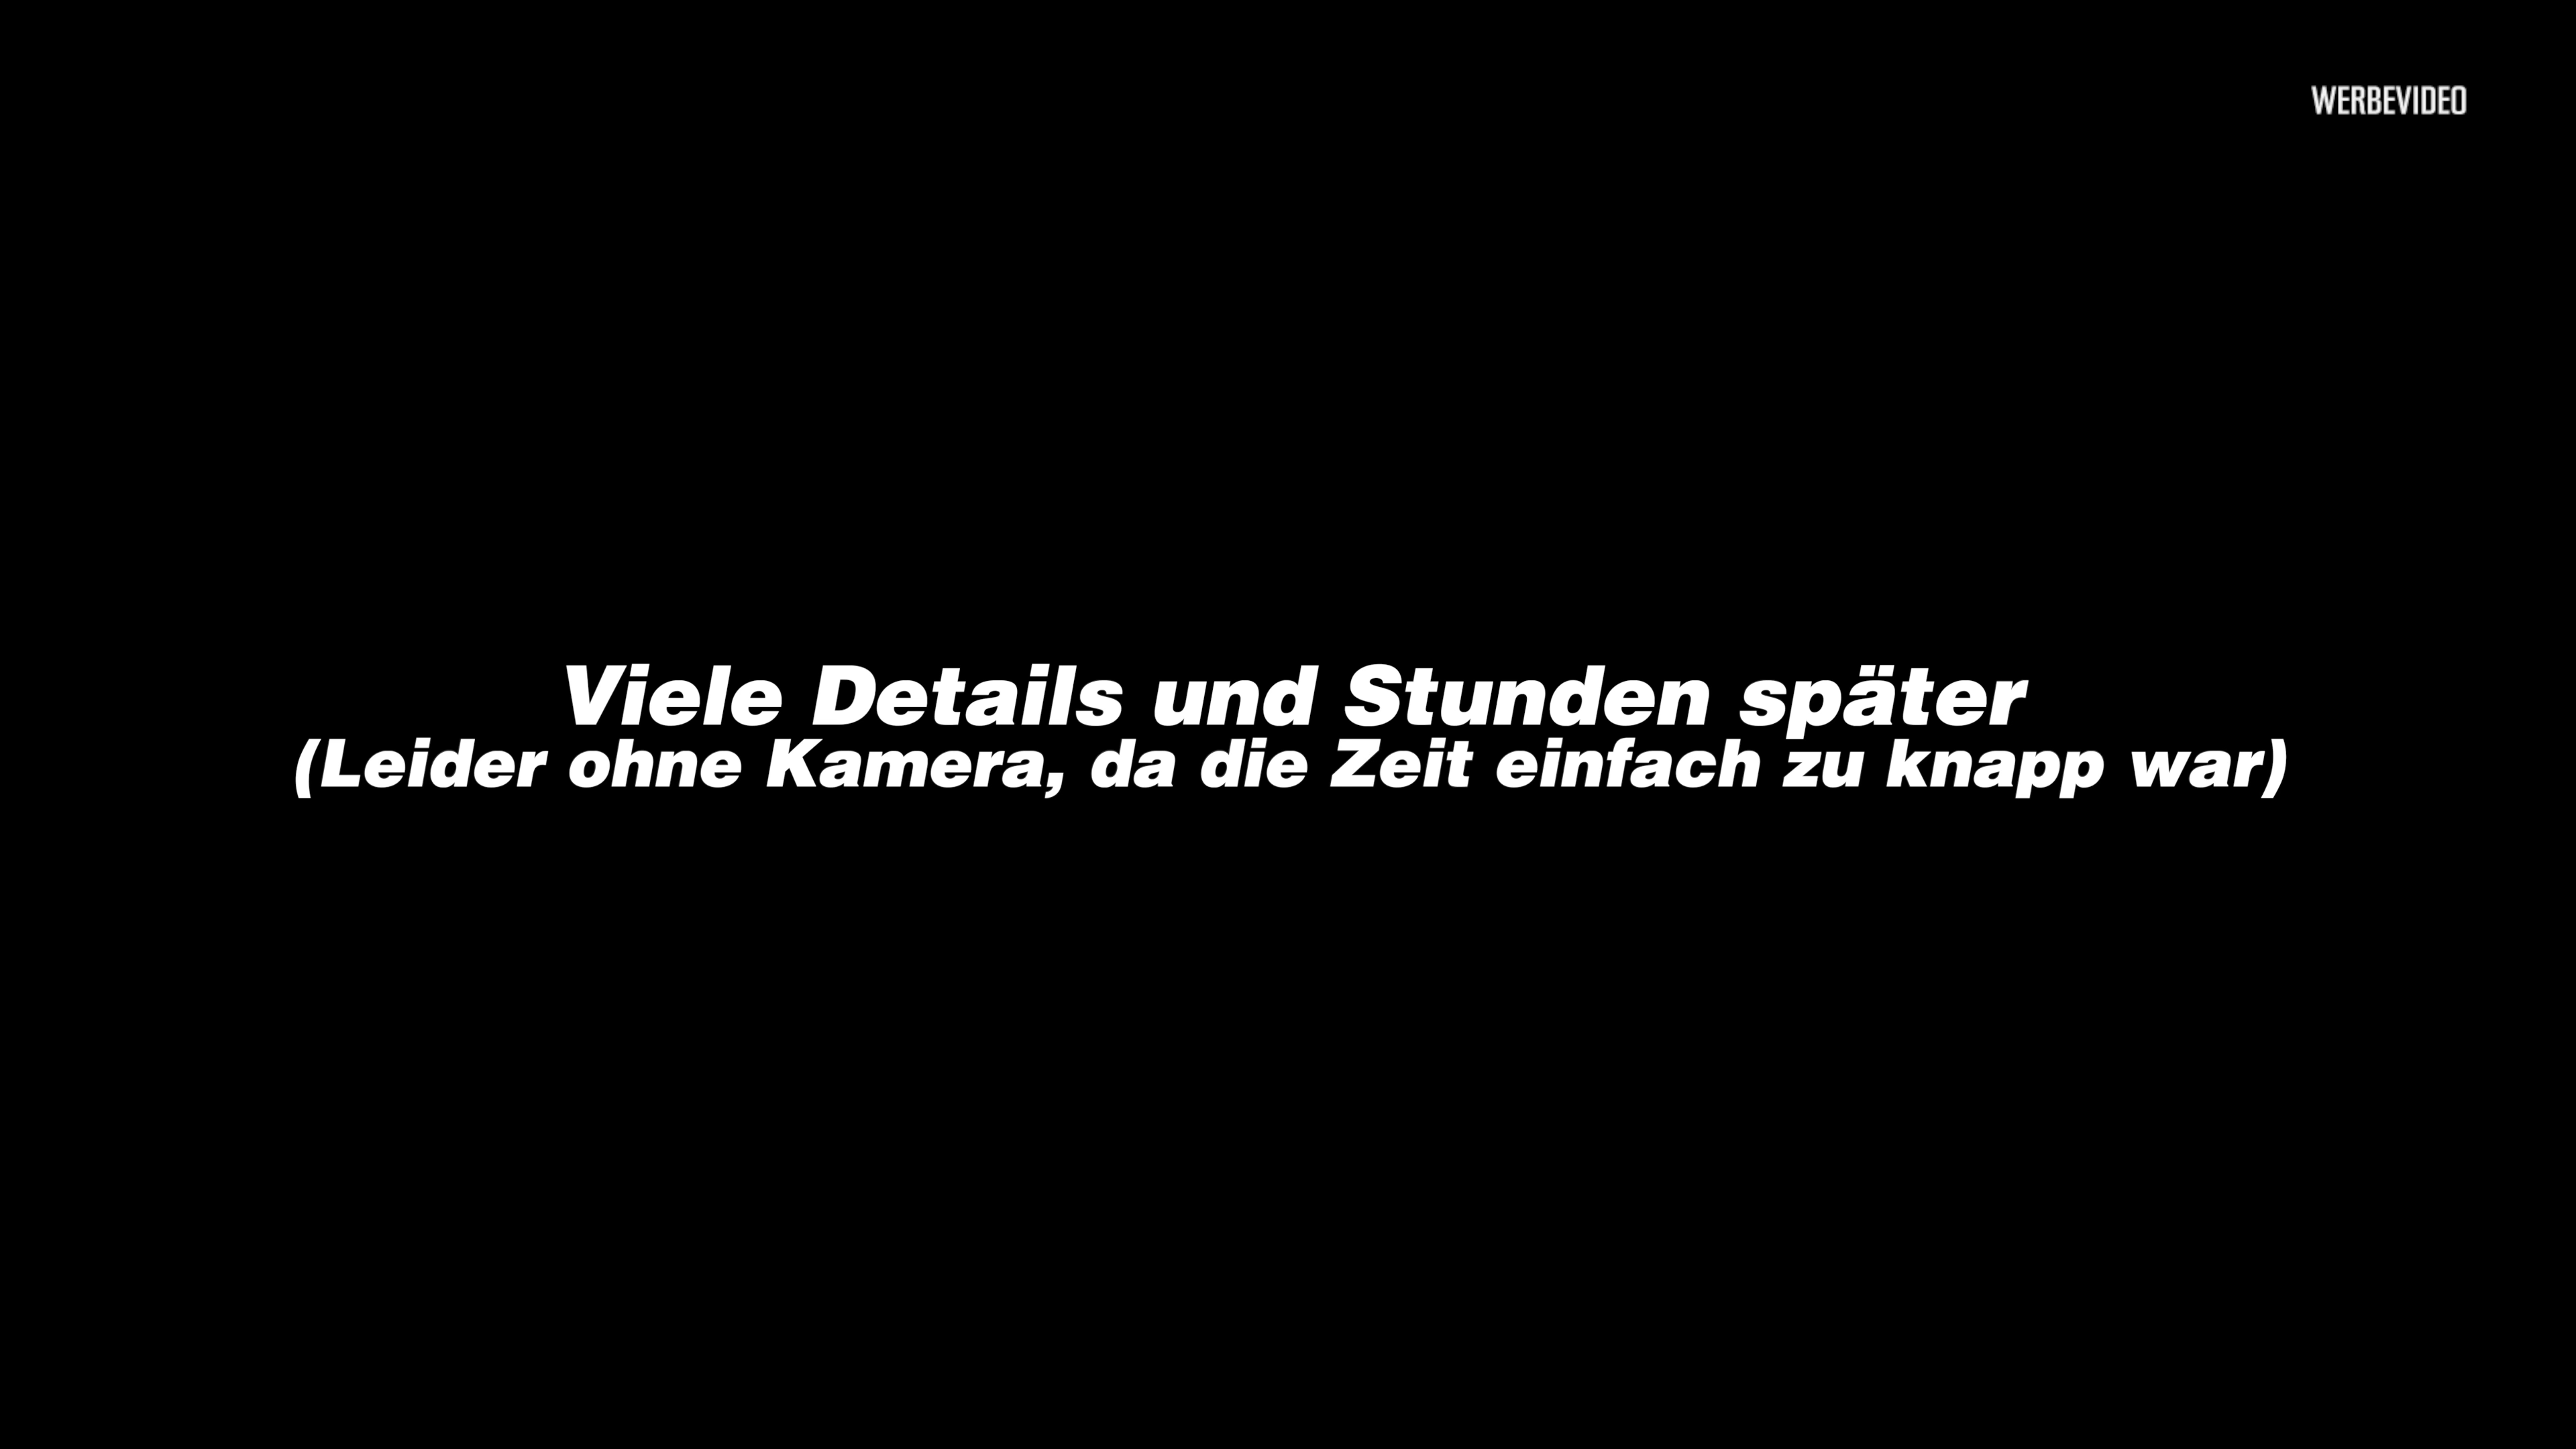 WERBEVIDEO
Viele Details und Stunden später
(Leider ohne Kamera, da die Zeit einfach zu knapp war)